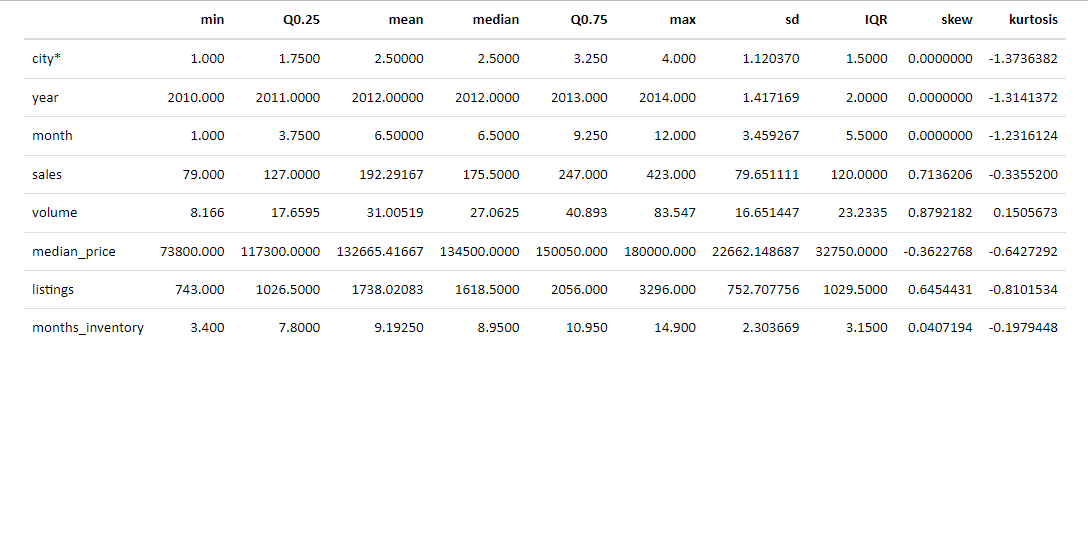 min Q0.25 mean median Q0.75 max sd IQR skew kurtosis
city* 1.000 1.7500 2.50000 2.5000 3.250 4.000 1.120370 1.5000 0.0000000 -1.3736382
year 2010.000 2011.0000 2012.00000 2012.0000 2013.000 2014.000 1.417169 2.0000 0.0000000 -1.3141372
month 1.000 3.7500 6.50000 6.5000 9.250 12.000 3.459267 5.5000 0.0000000 -1.2316124
sales 79.000 127.0000 192.29167 175.5000 247.000 423.000 79.651111 120.0000 0.7136206 -0.3355200
volume 8.166 17.6595 31.00519 27.0625 40.893 83.547 16.651447 23.2335 0.8792182 0.1505673
median_price 73800.000 117300.0000 132665.41667 134500.0000 150050.000 180000.000 22662.148687 32750.0000 -0.3622768 -0.6427292
listings 743.000 1026.5000 1738.02083 1618.5000 2056.000 3296.000 752.707756 1029.5000 0.6454431 -0.8101534
months_inventory 3.400 7.8000 9.19250 8.9500 10.950 14.900 2.303669 3.1500 0.0407194 -0.1979448